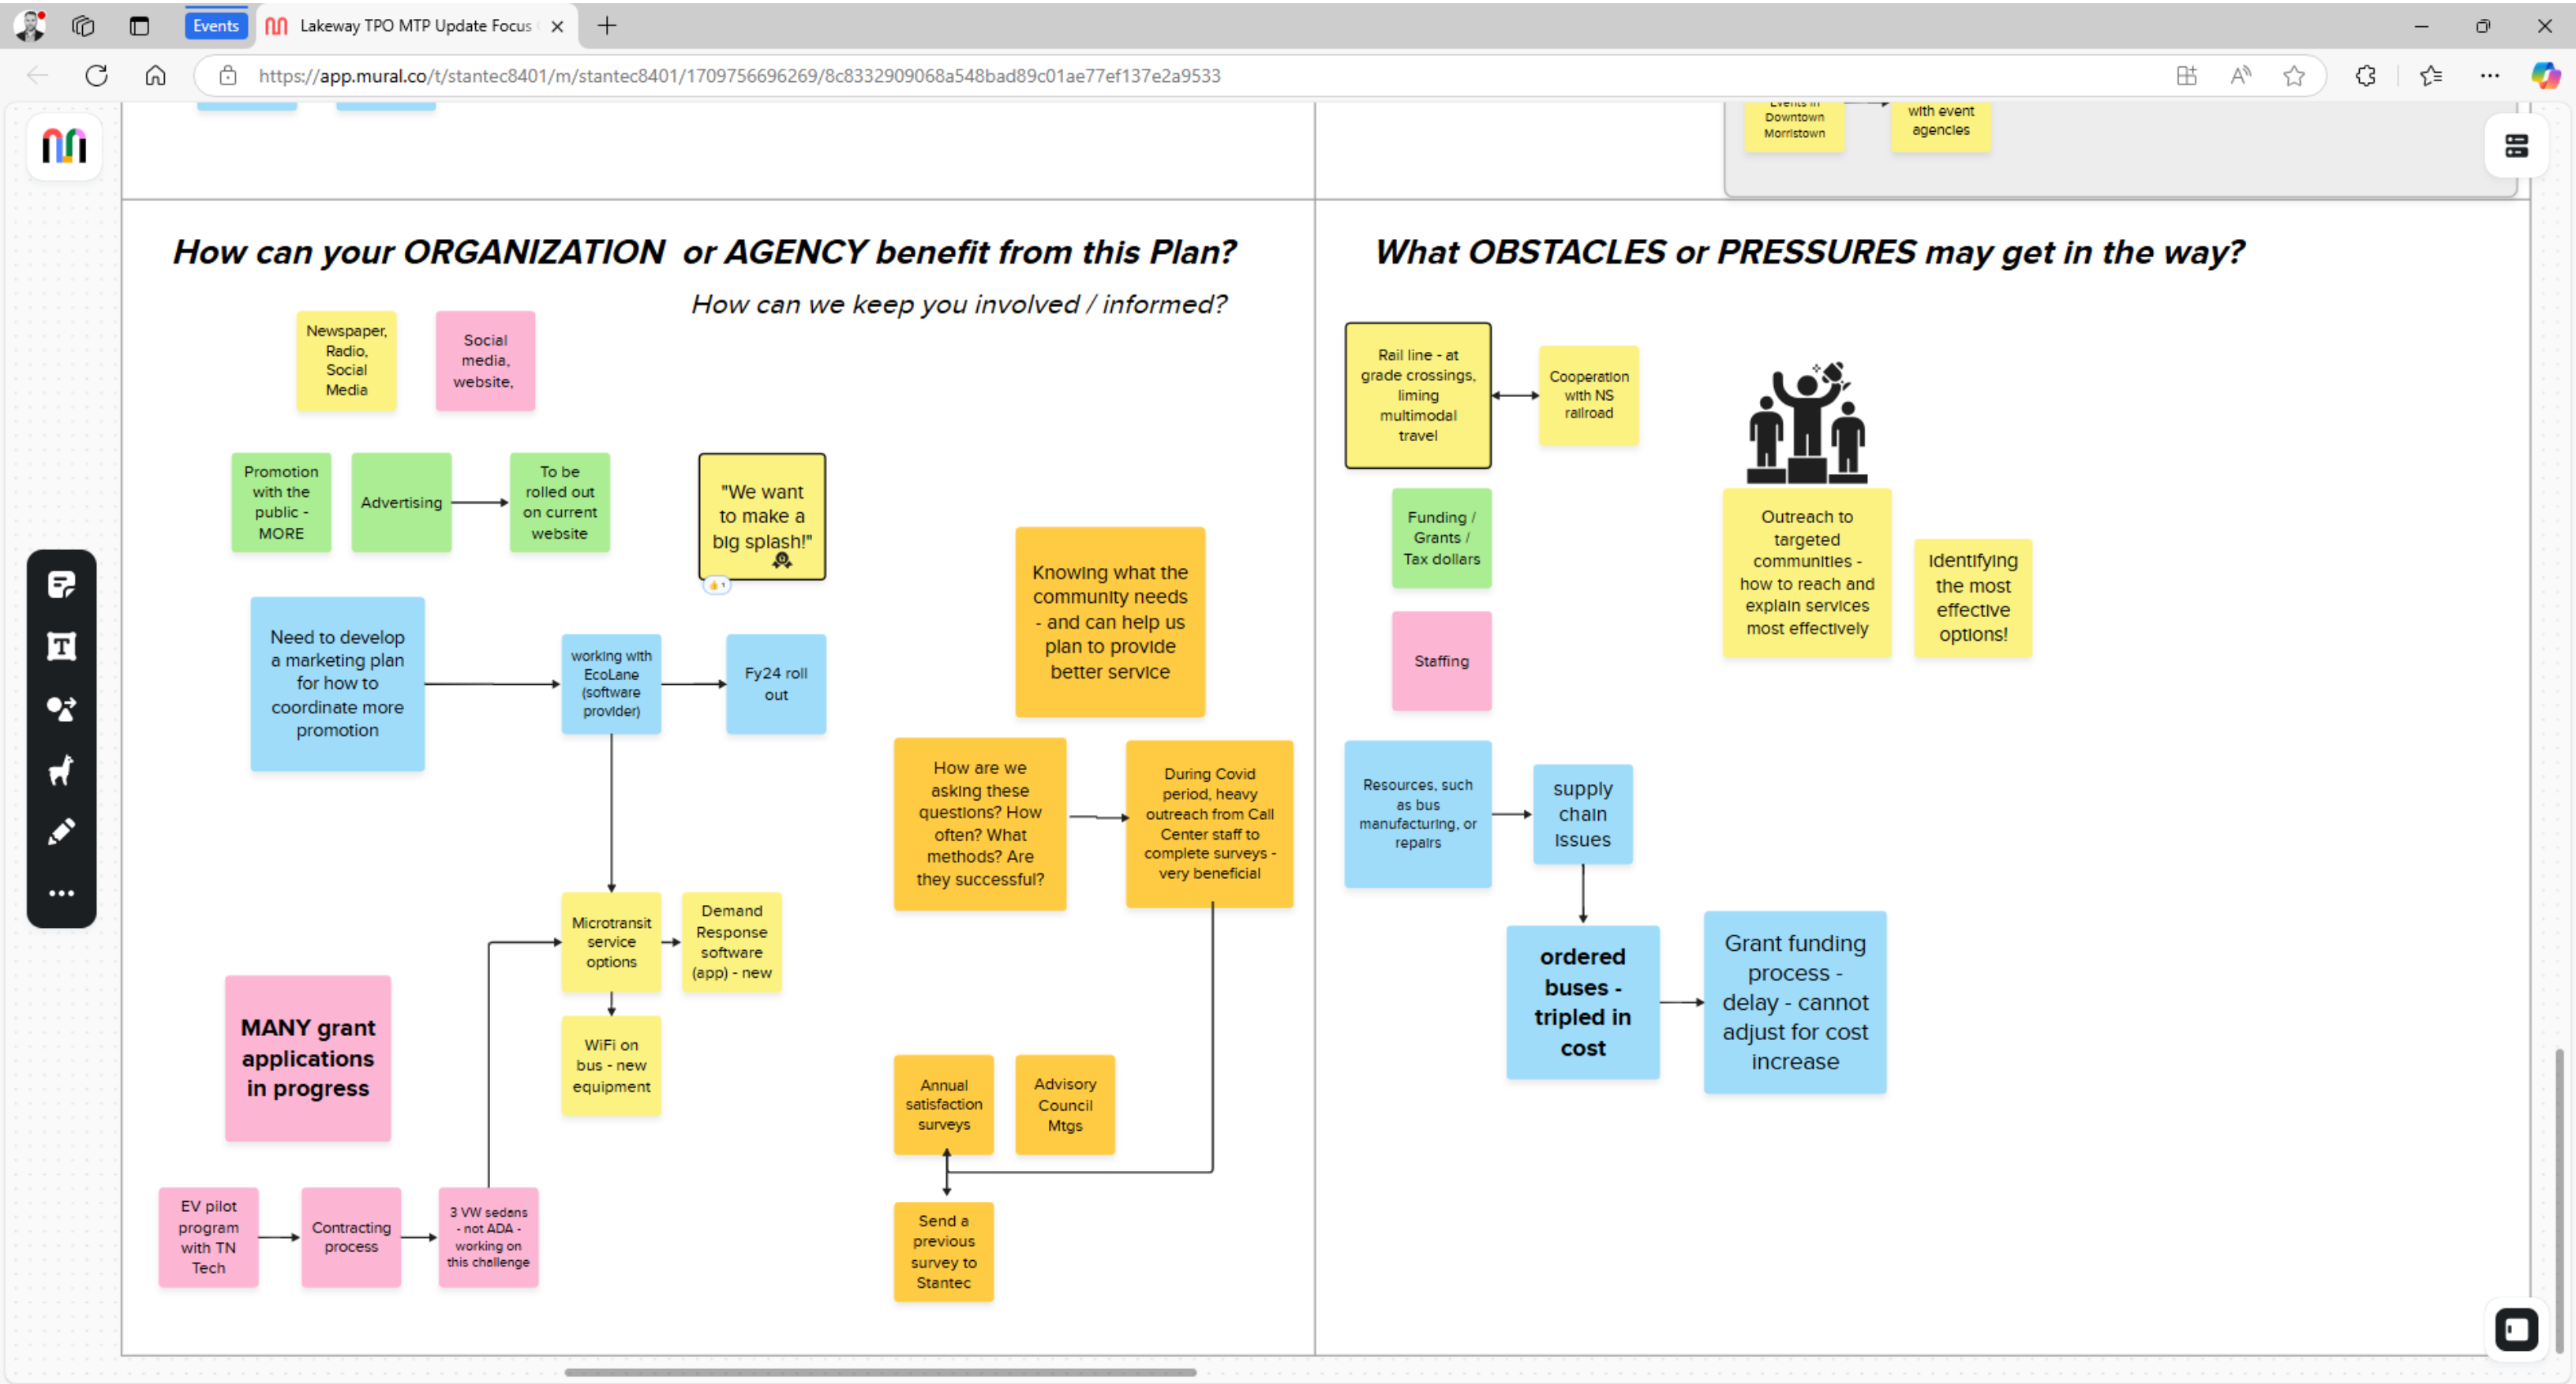 Events
Lakeway TPO MTP Update Focus
https://app.mural.co/t/stantec8401/m/stantec8401/1709756696269/8c8332909068a548bad89c01ae77ef137e2a9533
Events in
Downtown
Morristown
with event
agencies
How can your ORGANIZATION or AGENCY benefit from this Plan?
How can we keep you involved / informed?
Newspaper,
Radio,
Social
Media
Social
media,
website,
Promotion
with the
public -
MORE
Advertising
To be
rolled out
on current
website
"We want
to make a
big splash!"
1
Need to develop
a marketing plan
for how to
coordinate more
promotion
working with
EcoLane
(software
provider)
Fy24 roll
out
Knowing what the
community needs
- and can help us
plan to provide
better service
How are we
asking these
questions? How
often? What
methods? Are
they successful?
During Covid
period, heavy
outreach from Call
Center staff to
complete surveys -
very beneficial
Microtransit
service
options
Demand
Response
software
(app) - new
WiFi on
bus - new
equipment
MANY grant
applications
in progress
EV pilot
program
with TN
Tech
Contracting
process
3 VW sedans
- not ADA -
working on
this challenge
Annual
satisfaction
surveys
Advisory
Council
Mtgs
Send a
previous
survey to
Stantec
What OBSTACLES or PRESSURES may get in the way?
Rail line - at
grade crossings,
liming
multimodal
travel
Cooperation
with NS
railroad
Funding /
Grants /
Tax dollars
Outreach to
targeted
communities -
how to reach and
explain services
most effectively
Identifying
the most
effective
options!
Staffing
Resources, such
as bus
manufacturing, or
repairs
supply
chain
issues
ordered
buses -
tripled in
cost
Grant funding
process -
delay - cannot
adjust for cost
increase